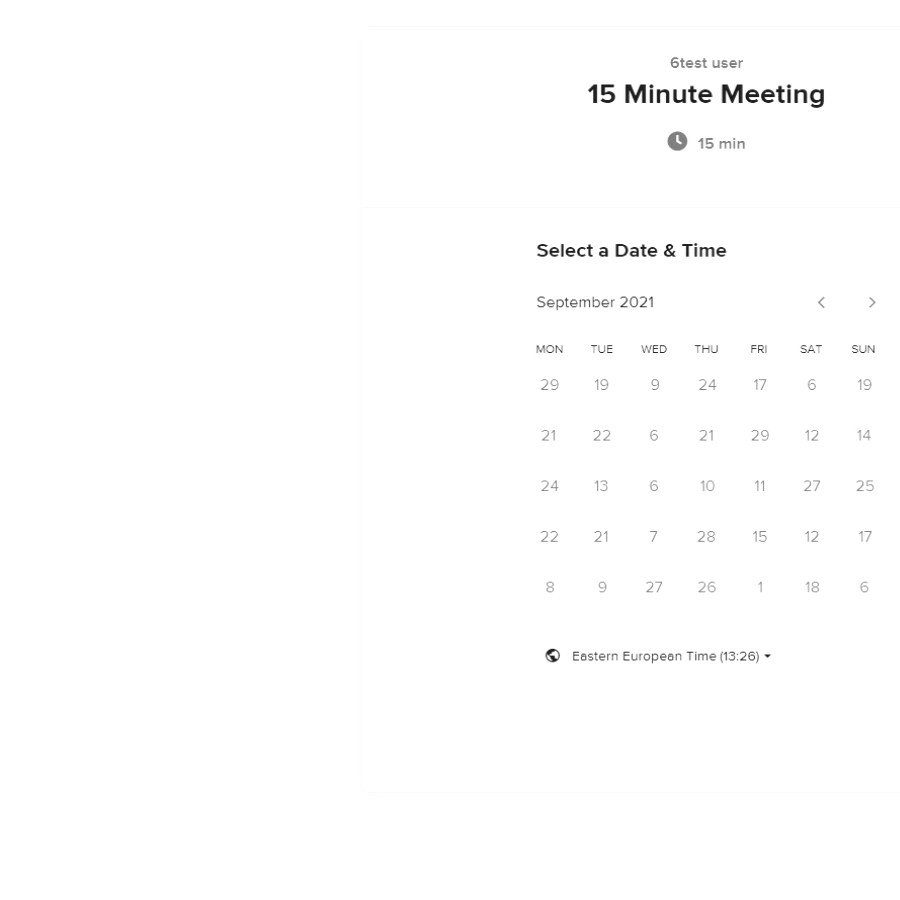 6test user
15 Minute Meeting
15 min
Select a Date & Time
September 2021
MON TUE WED THU FRI SAT SUN
29 19 9 24 17 6 19
21 22 6 21 29 12 14
24 13 6 10 11 27 25
22 21 7 28 15 12 17
8 9 27 26 1 18 6
Eastern European Time (13:26)